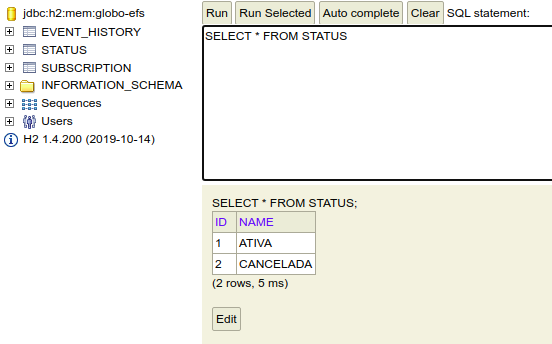 jdbc:h2:mem:globo-efs
EVENT_HISTORY
STATUS
SUBSCRIPTION
INFORMATION_SCHEMA
Sequences
Users
H2 1.4.200 (2019-10-14)
Run Run Selected Auto complete Clear SQL statement:
SELECT * FROM STATUS
SELECT * FROM STATUS;
ID NAME
1 ATIVA
2 CANCELADA
(2 rows, 5 ms)
Edit